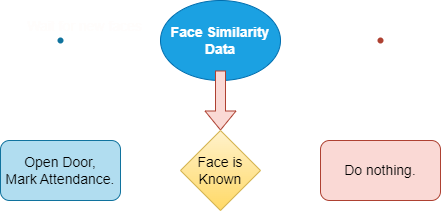 Face Similarity
Data
Open Door,
Mark Attendance.
Face is
Known
Do nothing.